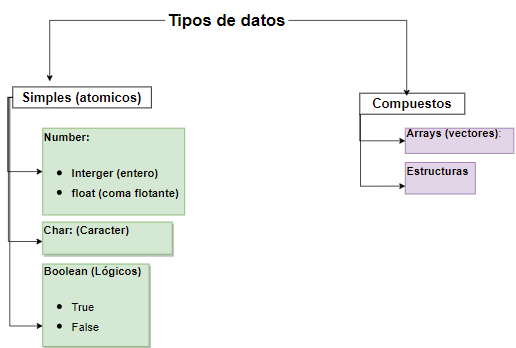 Tipos de datos
Simples (atomicos)
Number:
Interger (entero)
float (coma flotante)
Char: (Caracter)
Boolean (Lógicos)
True
False
Compuestos
Arrays (vectores):
Estructuras